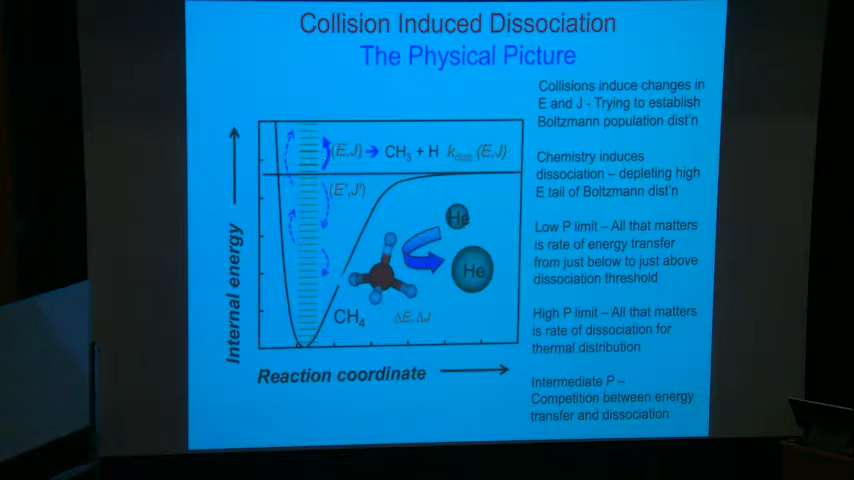 Collision Induced Dissociation
The Physical Picture
Collisions induce changes in
E and J - Trying to establish
Boltzmann population dist'n
Chemistry induces
dissociation – depleting high
E tail of Boltzmann dist'n
Low P limit – All that matters
is rate of energy transfer
from just below to just above
dissociation threshold
High P limit – All that matters
is rate of dissociation for
thermal distribution
Intermediate P –
Competition between energy
transfer and dissociation
Internal energy
(E,J) → CH₃ + H k_diss (E,J)
(E',J')
He
He
CH₄
ΔE,ΔJ
Reaction coordinate